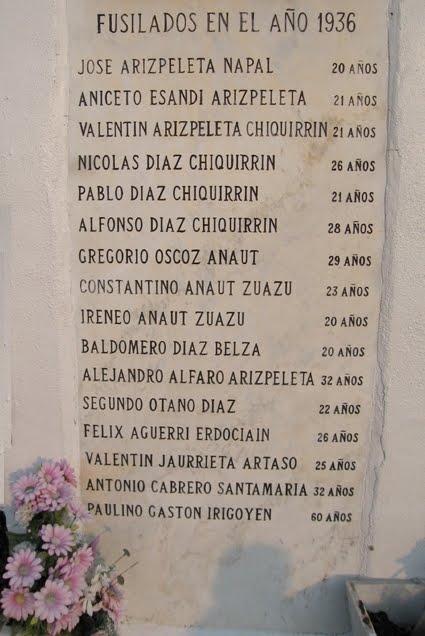 FUSILADOS EN EL AÑO 1936
JOSE ARIZPELETA NAPAL 20 AÑOS
ANICETO ESANDI ARIZPELETA 21 AÑOS
VALENTIN ARIZPELETA CHIQUIRRIN 21 AÑOS
NICOLAS DIAZ CHIQUIRRIN 26 AÑOS
PABLO DIAZ CHIQUIRRIN 21 AÑOS
ALFONSO DIAZ CHIQUIRRIN 28 AÑOS
GREGORIO OSCOZ ANAUT 29 AÑOS
CONSTANTINO ANAUT ZUAZU 23 AÑOS
IRENEO ANAUT ZUAZU 20 AÑOS
BALDOMERO DIAZ BELZA 20 AÑOS
ALEJANDRO ALFARO ARIZPELETA 32 AÑOS
SEGUNDO OTANO DIAZ 22 AÑOS
FELIX AGUERRI ERDOCIAIN 26 AÑOS
VALENTIN JAURRIETA ARTASO 25 AÑOS
ANTONIO CABRERO SANTAMARIA 32 AÑOS
PAULINO GASTON IRIGOYEN 60 AÑOS